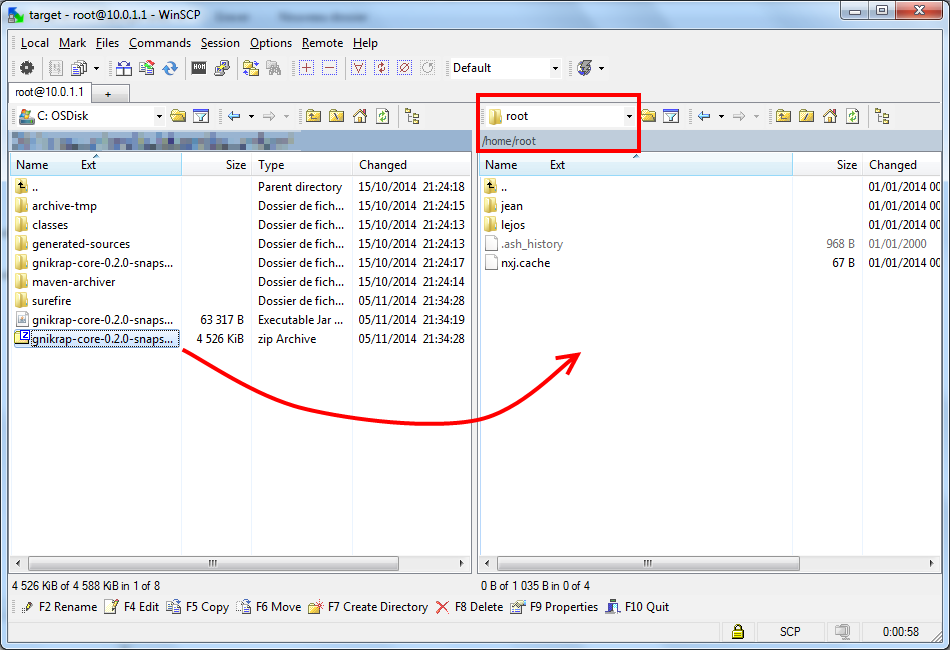 target - root@10.0.1.1 - WinSCP
Local Mark Files Commands Session Options Remote Help
Default
root@10.0.1.1 +
C: OSDisk
root
/home/root
Name Ext Size Type Changed
.. Parent directory 15/10/2014 21:24:18
archive-tmp Dossier de fich... 15/10/2014 21:24:15
classes Dossier de fich... 15/10/2014 21:24:13
generated-sources Dossier de fich... 15/10/2014 21:24:13
gnikrap-core-0.2.0-snaps... Dossier de fich... 15/10/2014 21:24:17
maven-archiver Dossier de fich... 15/10/2014 21:24:14
surefire Dossier de fich... 05/11/2014 21:34:28
gnikrap-core-0.2.0-snaps... 63 317 B Executable Jar ... 05/11/2014 21:34:19
gnikrap-core-0.2.0-snaps... 4 526 KiB zip Archive 05/11/2014 21:34:28
Name Ext Size Changed
.. 01/01/2014 00
jean 01/01/2014 00
lejos 01/01/2014 00
.ash_history 968 B 01/01/2000
nxj.cache 67 B 01/01/2014 00
4 526 KiB of 4 588 KiB in 1 of 8
0 B of 1 035 B in 0 of 4
F2 Rename F4 Edit F5 Copy F6 Move F7 Create Directory F8 Delete F9 Properties F10 Quit
SCP 0:00:58